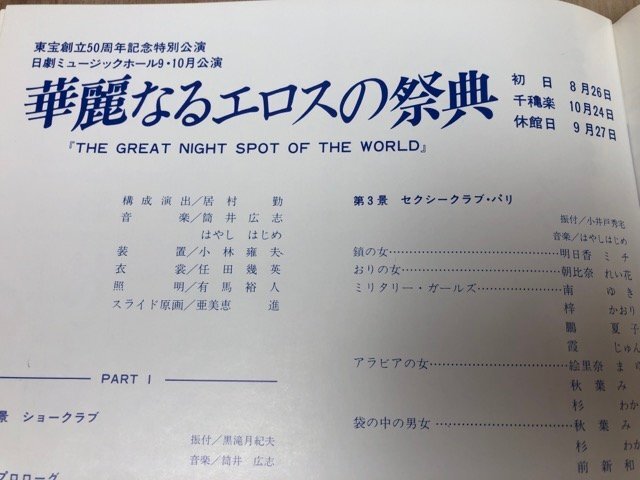 東宝創立50周年記念特別公演
日劇ミュージックホール9・10月公演
華麗なるエロスの祭典
初日 8月26日
千穐楽 10月24日
休館日 9月27日
『THE GREAT NIGHT SPOT OF THE WORLD』
構成演出/居村 勤
音楽/筒井広志
はやし はじめ
装置/小林雍夫
衣裳/任田幾英
照明/有馬裕人
スライド原画/亜美恵 進
PART I
景 ショークラブ
振付/黒滝月紀夫
音楽/筒井広志
プロローグ
第3景 セクシークラブ・パリ
振付/小井戸秀宅
音楽/はやしはじめ
鎖の女……明日香 ミチ
おりの女……朝比奈 れい花
ミリタリー・ガールズ……南 ゆき
梓 かおり
鵬 夏子
霞 じゅん
アラビアの女……絵里奈 まり
秋葉 み
杉 わか
袋の中の男女……秋葉 み
杉 わか
前 新和